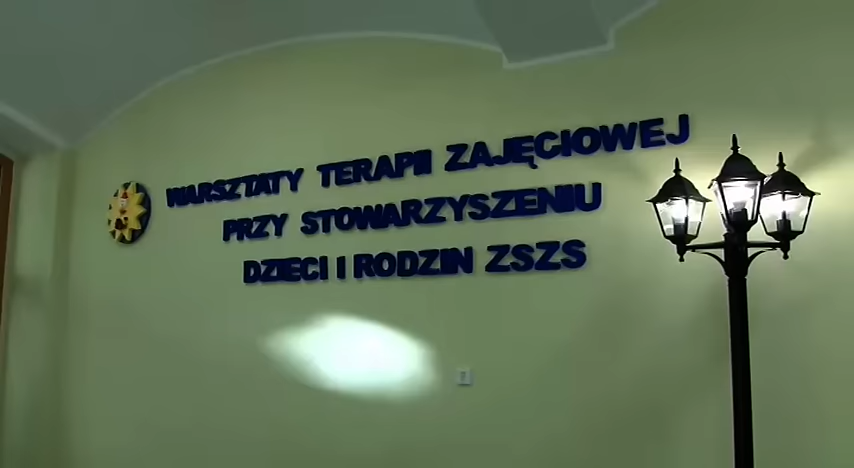 WARSZTATY TERAPII ZAJĘCIOWEJ
PRZY STOWARZYSZENIU
DZIECI I RODZIN ZSZS